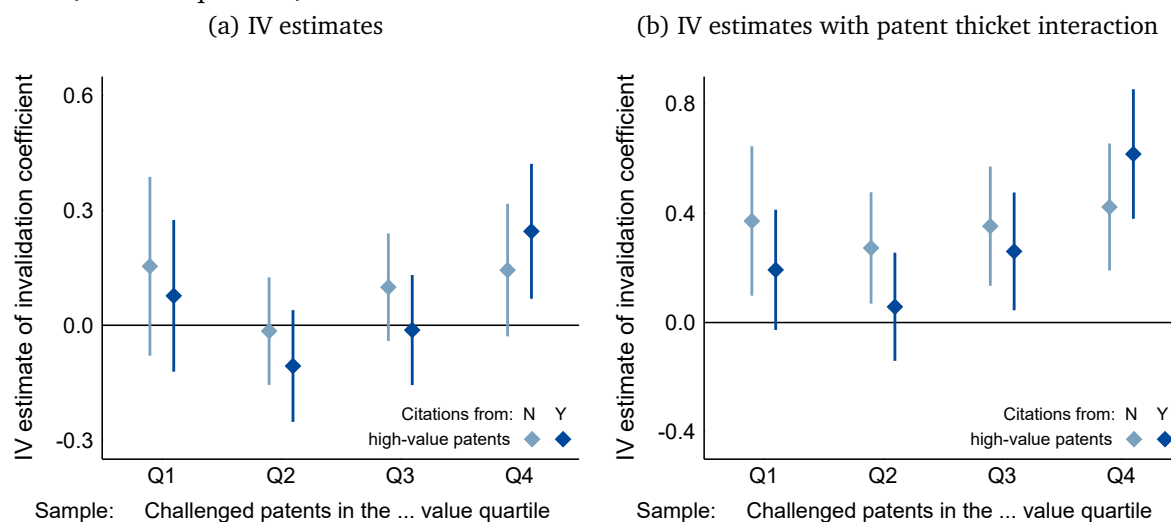 (a) IV estimates
(b) IV estimates with patent thicket interaction
IV estimate of invalidation coefficient
0.6
0.3
0.0
-0.3
Citations from: N Y
high-value patents
Q1 Q2 Q3 Q4
Sample: Challenged patents in the ... value quartile
IV estimate of invalidation coefficient
0.8
0.4
0.0
-0.4
Citations from: N Y
high-value patents
Q1 Q2 Q3 Q4
Sample: Challenged patents in the ... value quartile